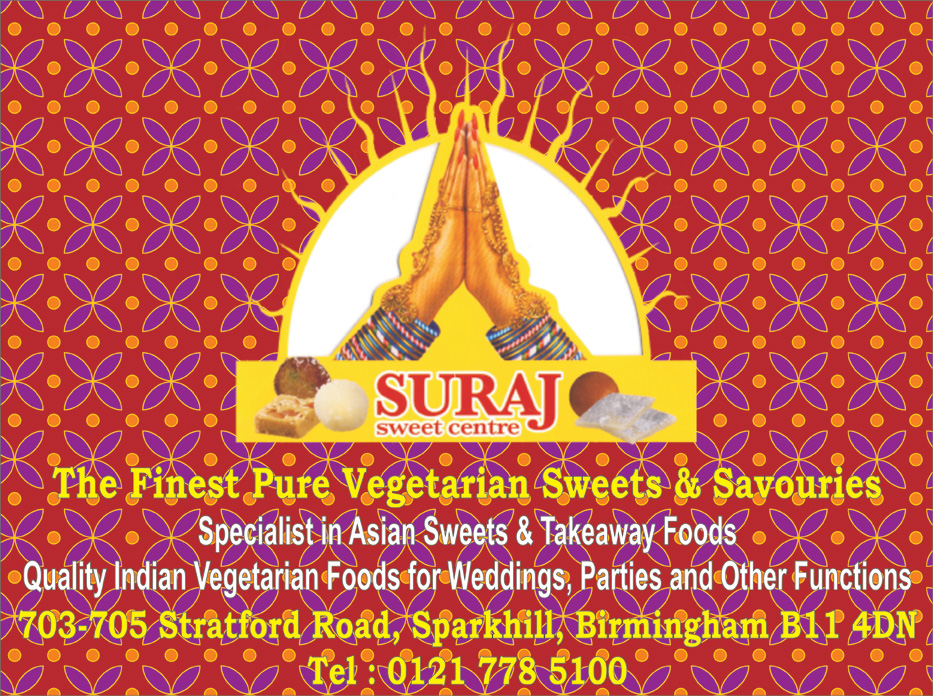 SURAJ
sweet centre
The Finest Pure Vegetarian Sweets & Savouries
Specialist in Asian Sweets & Takeaway Foods
Quality Indian Vegetarian Foods for Weddings, Parties and Other Functions
703-705 Stratford Road, Sparkhill, Birmingham B11 4DN
Tel : 0121 778 5100